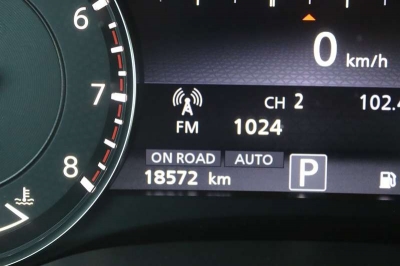 6
7
8
0 km/h
CH 2 102.4
FM 1024
ON ROAD AUTO
18572 km P